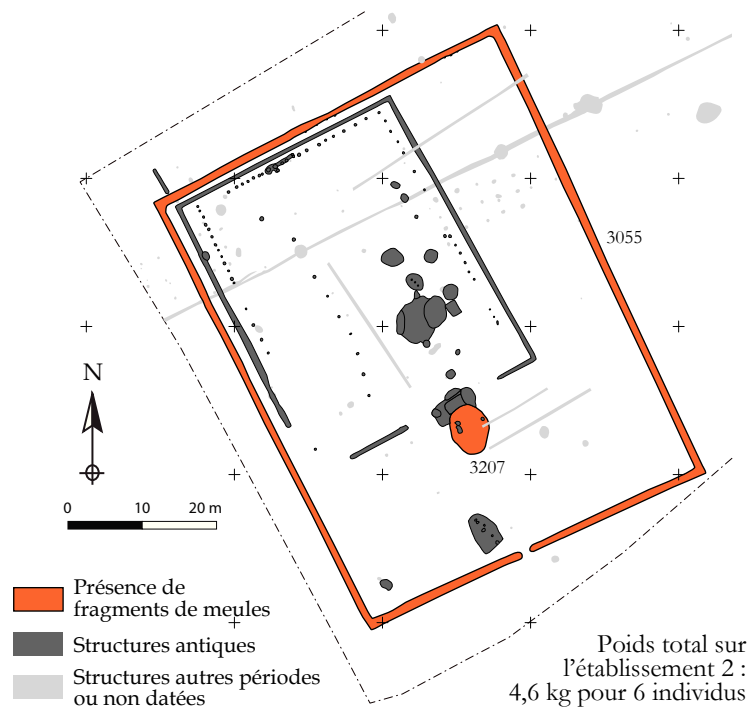 3055
N
3207
0 10 20 m
Présence de
fragments de meules
Structures antiques
Structures autres périodes
ou non datées
Poids total sur
l'établissement 2 :
4,6 kg pour 6 individus